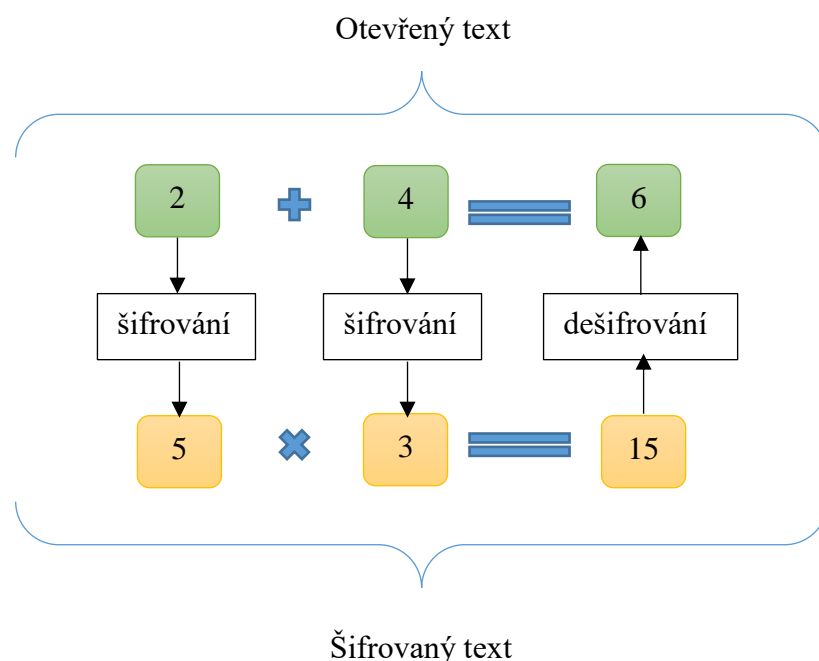 Otevřený text
2 + 4 = 6
šifrování šifrování dešifrování
5 × 3 = 15
Šifrovaný text